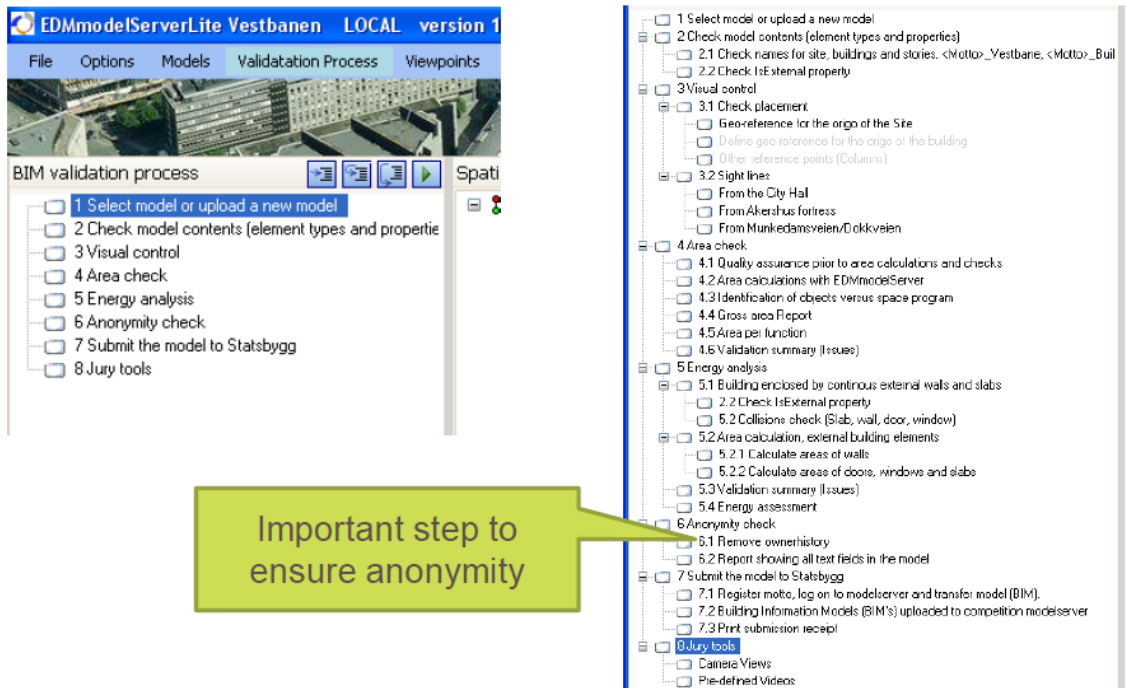 EDMmodelServerLite Vestbanen LOCAL version 1
File Options Models Validatation Process Viewpoints
BIM validation process
Spati
1 Select model or upload a new model
2 Check model contents (element types and propertie
3 Visual control
4 Area check
5 Energy analysis
6 Anonymity check
7 Submit the model to Statsbygg
8 Jury tools
Important step to
ensure anonymity
1 Select model or upload a new model
2 Check model contents (element types and properties)
2.1 Check names for site, buildings and stories. <Motto>_Vestbane, <Motto>_Buil
2.2 Check IsExternal property
3 Visual control
3.1 Check placement
Geo-reference for the origo of the Site
Define geo-reference for the origo of the building
Other reference points (Columns)
3.2 Sight lines
From the City Hall
From Akershus fortress
From Munkedamsveien/Dokkveien
4 Area check
4.1 Quality assurance prior to area calculations and checks
4.2 Area calculations with EDMmodelServer
4.3 Identification of objects versus space program
4.4 Gross area Report
4.5 Area per function
4.6 Validation summary (Issues)
5 Energy analysis
5.1 Building enclosed by continous external walls and slabs
2.2 Check IsExternal property
5.2 Collisions check (Slab, wall, door, window)
5.2 Area calculation, external building elements
5.2.1 Calculate areas of walls
5.2.2 Calculate areas of doors, windows and slabs
5.3 Validation summary (Issues)
5.4 Energy assessment
6 Anonymity check
6.1 Remove ownerhistory
6.2 Report showing all text fields in the model
7 Submit the model to Statsbygg
7.1 Register motto, log on to modelserver and transfer model (BIM).
7.2 Building Information Models (BIM's) uploaded to competition modelserver
7.3 Print submission receipt
8 Jury tools
Camera Views
Pre-defined Videos